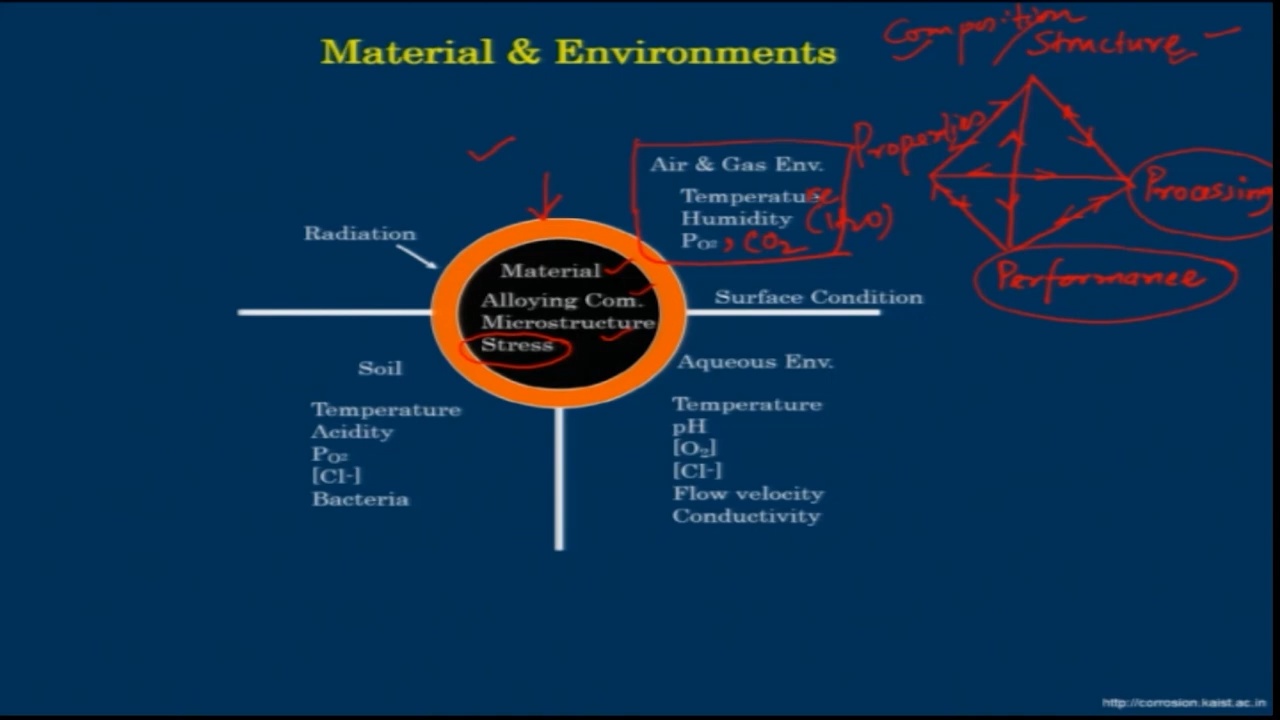 Material & Environments
Composition/
Structure
Properties
Processing
Performance
Air & Gas Env.
Temperature
Humidity (H2O)
PO2, CO2
Radiation
Material
Alloying Com.
Microstructure
Stress
Surface Condition
Soil
Temperature
Acidity
PO2
[Cl-]
Bacteria
Aqueous Env.
Temperature
pH
[O2]
[Cl-]
Flow velocity
Conductivity
http://corrosion.kaist.ac.in